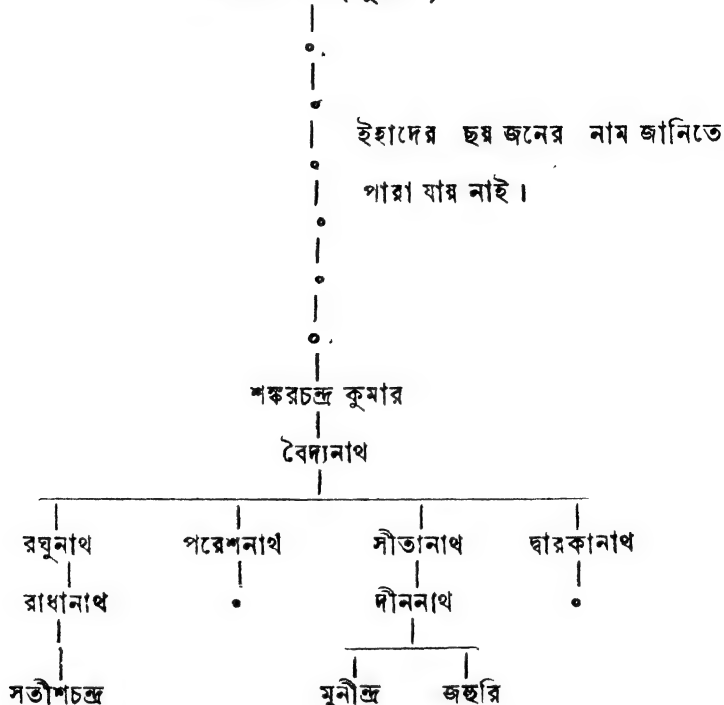 ইহাদের ছয় জনের নাম জানিতে
পারা যায় নাই।
শঙ্করচন্দ্র কুমার
বৈদ্যনাথ
রঘুনাথ পরেশনাথ সীতানাথ দ্বারকানাথ
রাধানাথ দীননাথ
সতীশচন্দ্র মুনীন্দ্র জহুরি